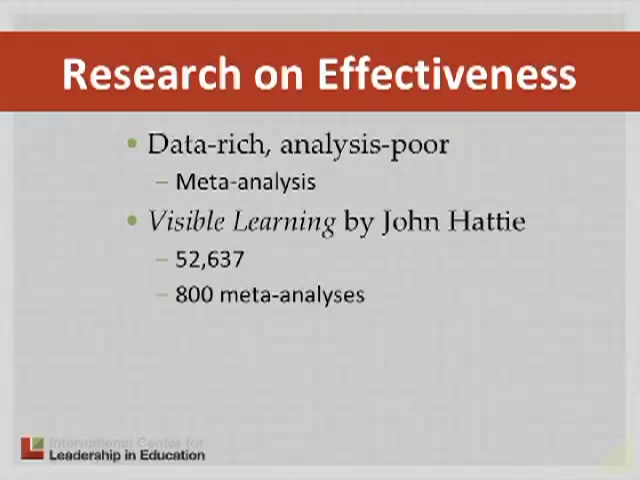 Research on Effectiveness
• Data-rich, analysis-poor
– Meta-analysis
• Visible Learning by John Hattie
– 52,637
– 800 meta-analyses
International Center for
Leadership in Education